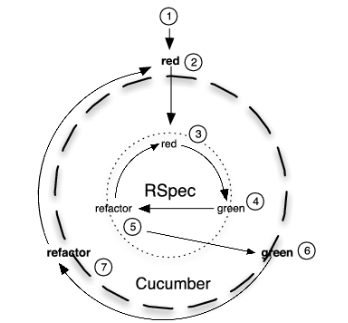 1
red 2
red 3
RSpec
refactor green 4
5
refactor green 6
7
Cucumber